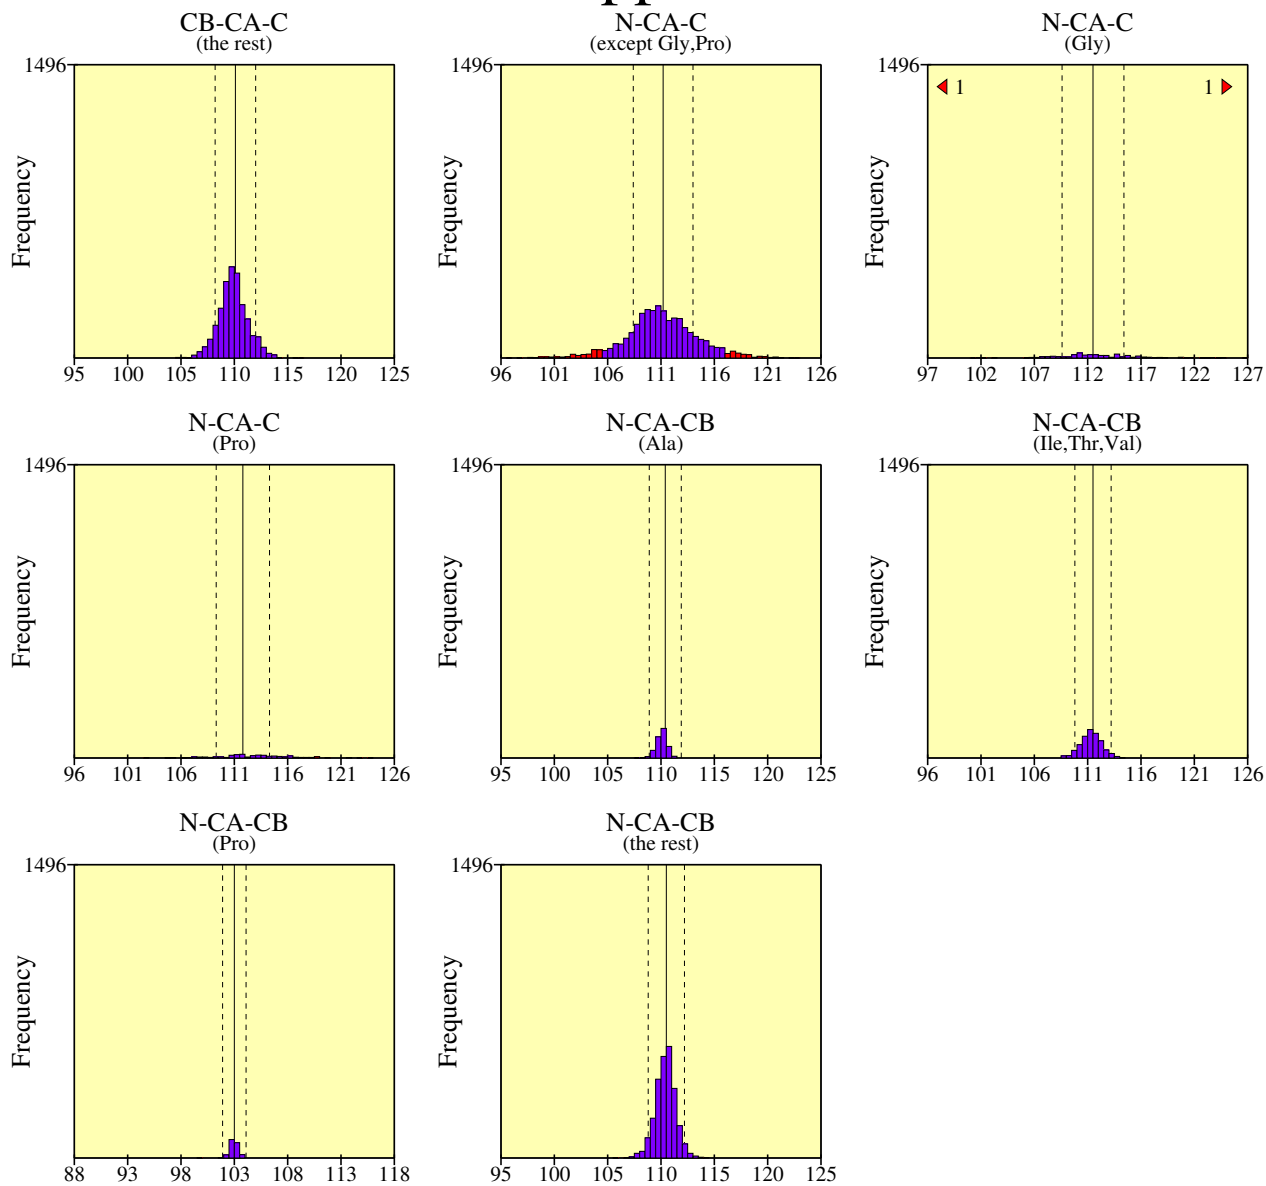 CB-CA-C
(the rest)
1496
Frequency
95 100 105 110 115 120 125
N-CA-C
(except Gly,Pro)
1496
Frequency
96 101 106 111 116 121 126
N-CA-C
(Gly)
1496
1 1
Frequency
97 102 107 112 117 122 127
N-CA-C
(Pro)
1496
Frequency
96 101 106 111 116 121 126
N-CA-CB
(Ala)
1496
Frequency
95 100 105 110 115 120 125
N-CA-CB
(Ile,Thr,Val)
1496
Frequency
96 101 106 111 116 121 126
N-CA-CB
(Pro)
1496
Frequency
88 93 98 103 108 113 118
N-CA-CB
(the rest)
1496
Frequency
95 100 105 110 115 120 125